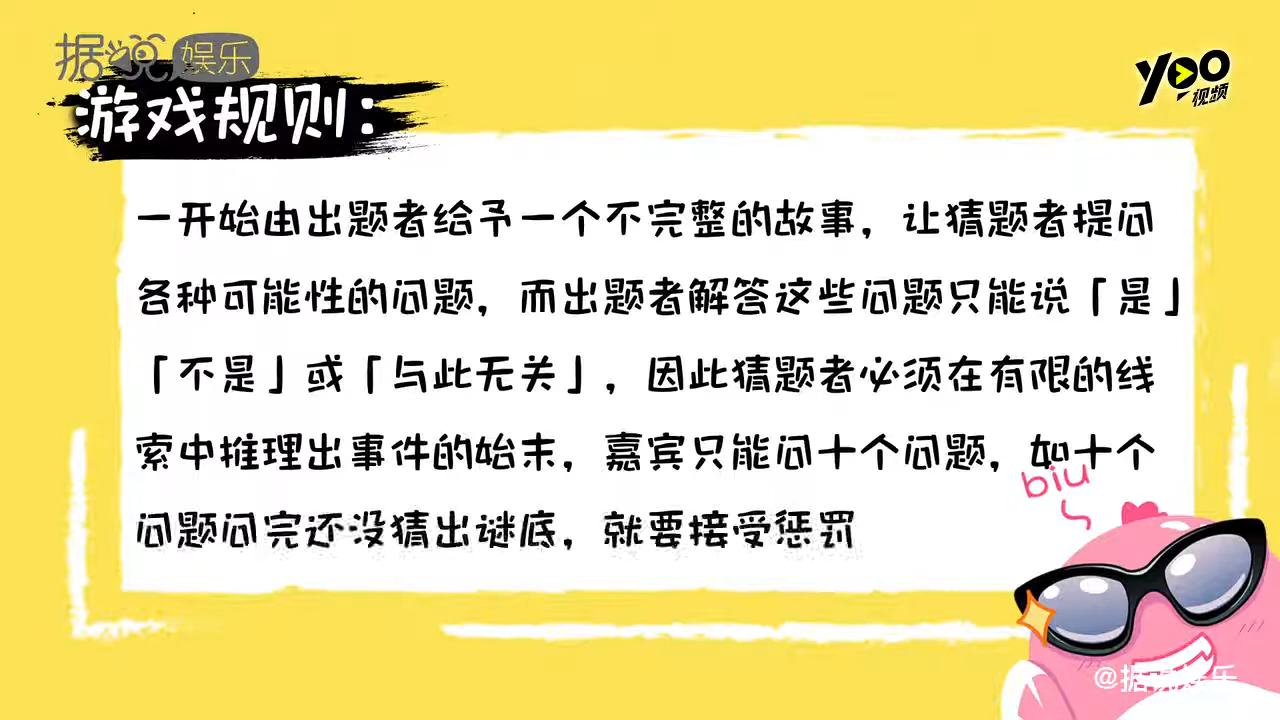 据说娱乐
YOO
视频
游戏规则:
一开始由出题者给予一个不完整的故事，让猜题者提问
各种可能性的问题，而出题者解答这些问题只能说「是」
「不是」或「与此无关」，因此猜题者必须在有限的线
索中推理出事件的始末，嘉宾只能问十个问题，如十个
问题问完还没猜出谜底，就要接受惩罚
biu
@据说娱乐